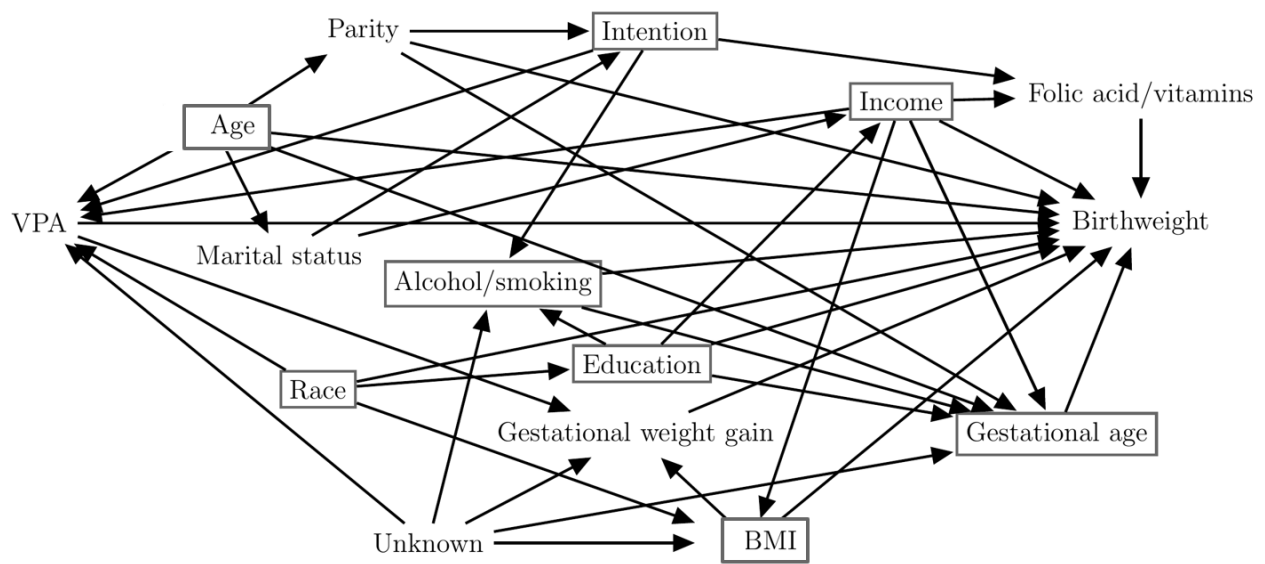 Parity
Intention
Income
Folic acid/vitamins
Age
VPA
Birthweight
Marital status
Alcohol/smoking
Education
Race
Gestational weight gain
Gestational age
Unknown
BMI